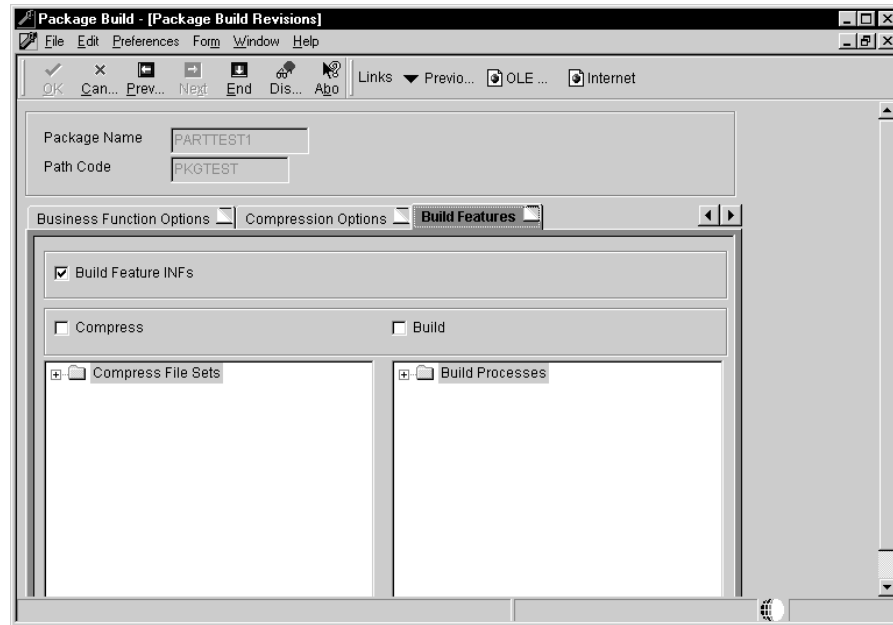 Package Build - [Package Build Revisions]
File Edit Preferences Form Window Help
OK Can... Prev... Next End Dis... Abo Links Previo... OLE ... Internet
Package Name PARTTEST1
Path Code PKGTEST
Business Function Options Compression Options Build Features
Build Feature INFs
Compress Build
Compress File Sets Build Processes